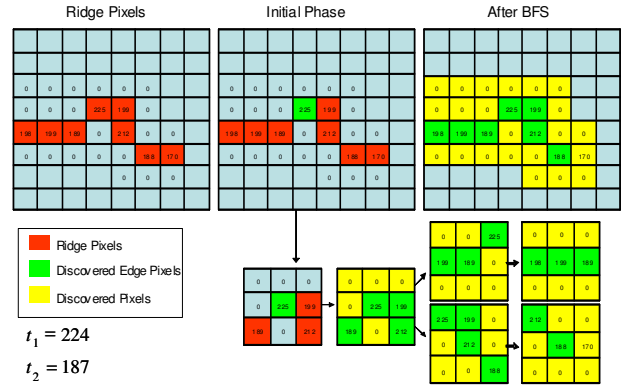 Ridge Pixels
Initial Phase
After BFS
0 0 0 0 0 0
0 0 0 225 199 0
198 199 189 0 212 0 0
0 0 0 0 0 188 170
0 0 0
0 0 0 0 0 0
0 0 0 225 199 0
198 199 189 0 212 0 0
0 0 0 0 0 188 170
0 0 0
0 0 0 0 0 0
0 0 0 225 199 0
198 199 189 0 212 0 0
0 0 0 0 0 188 170
0 0 0
Ridge Pixels
Discovered Edge Pixels
Discovered Pixels
t1 = 224
t2 = 187
0 0 0
0 225 199
189 0 212
0 0 0
0 225 199
189 0 212
0 0 225
199 189 0
0 0 0
0 0 0
198 199 189
0 0 0
225 199 0
0 212 0
0 0 188
212 0 0
0 188 170
0 0 0